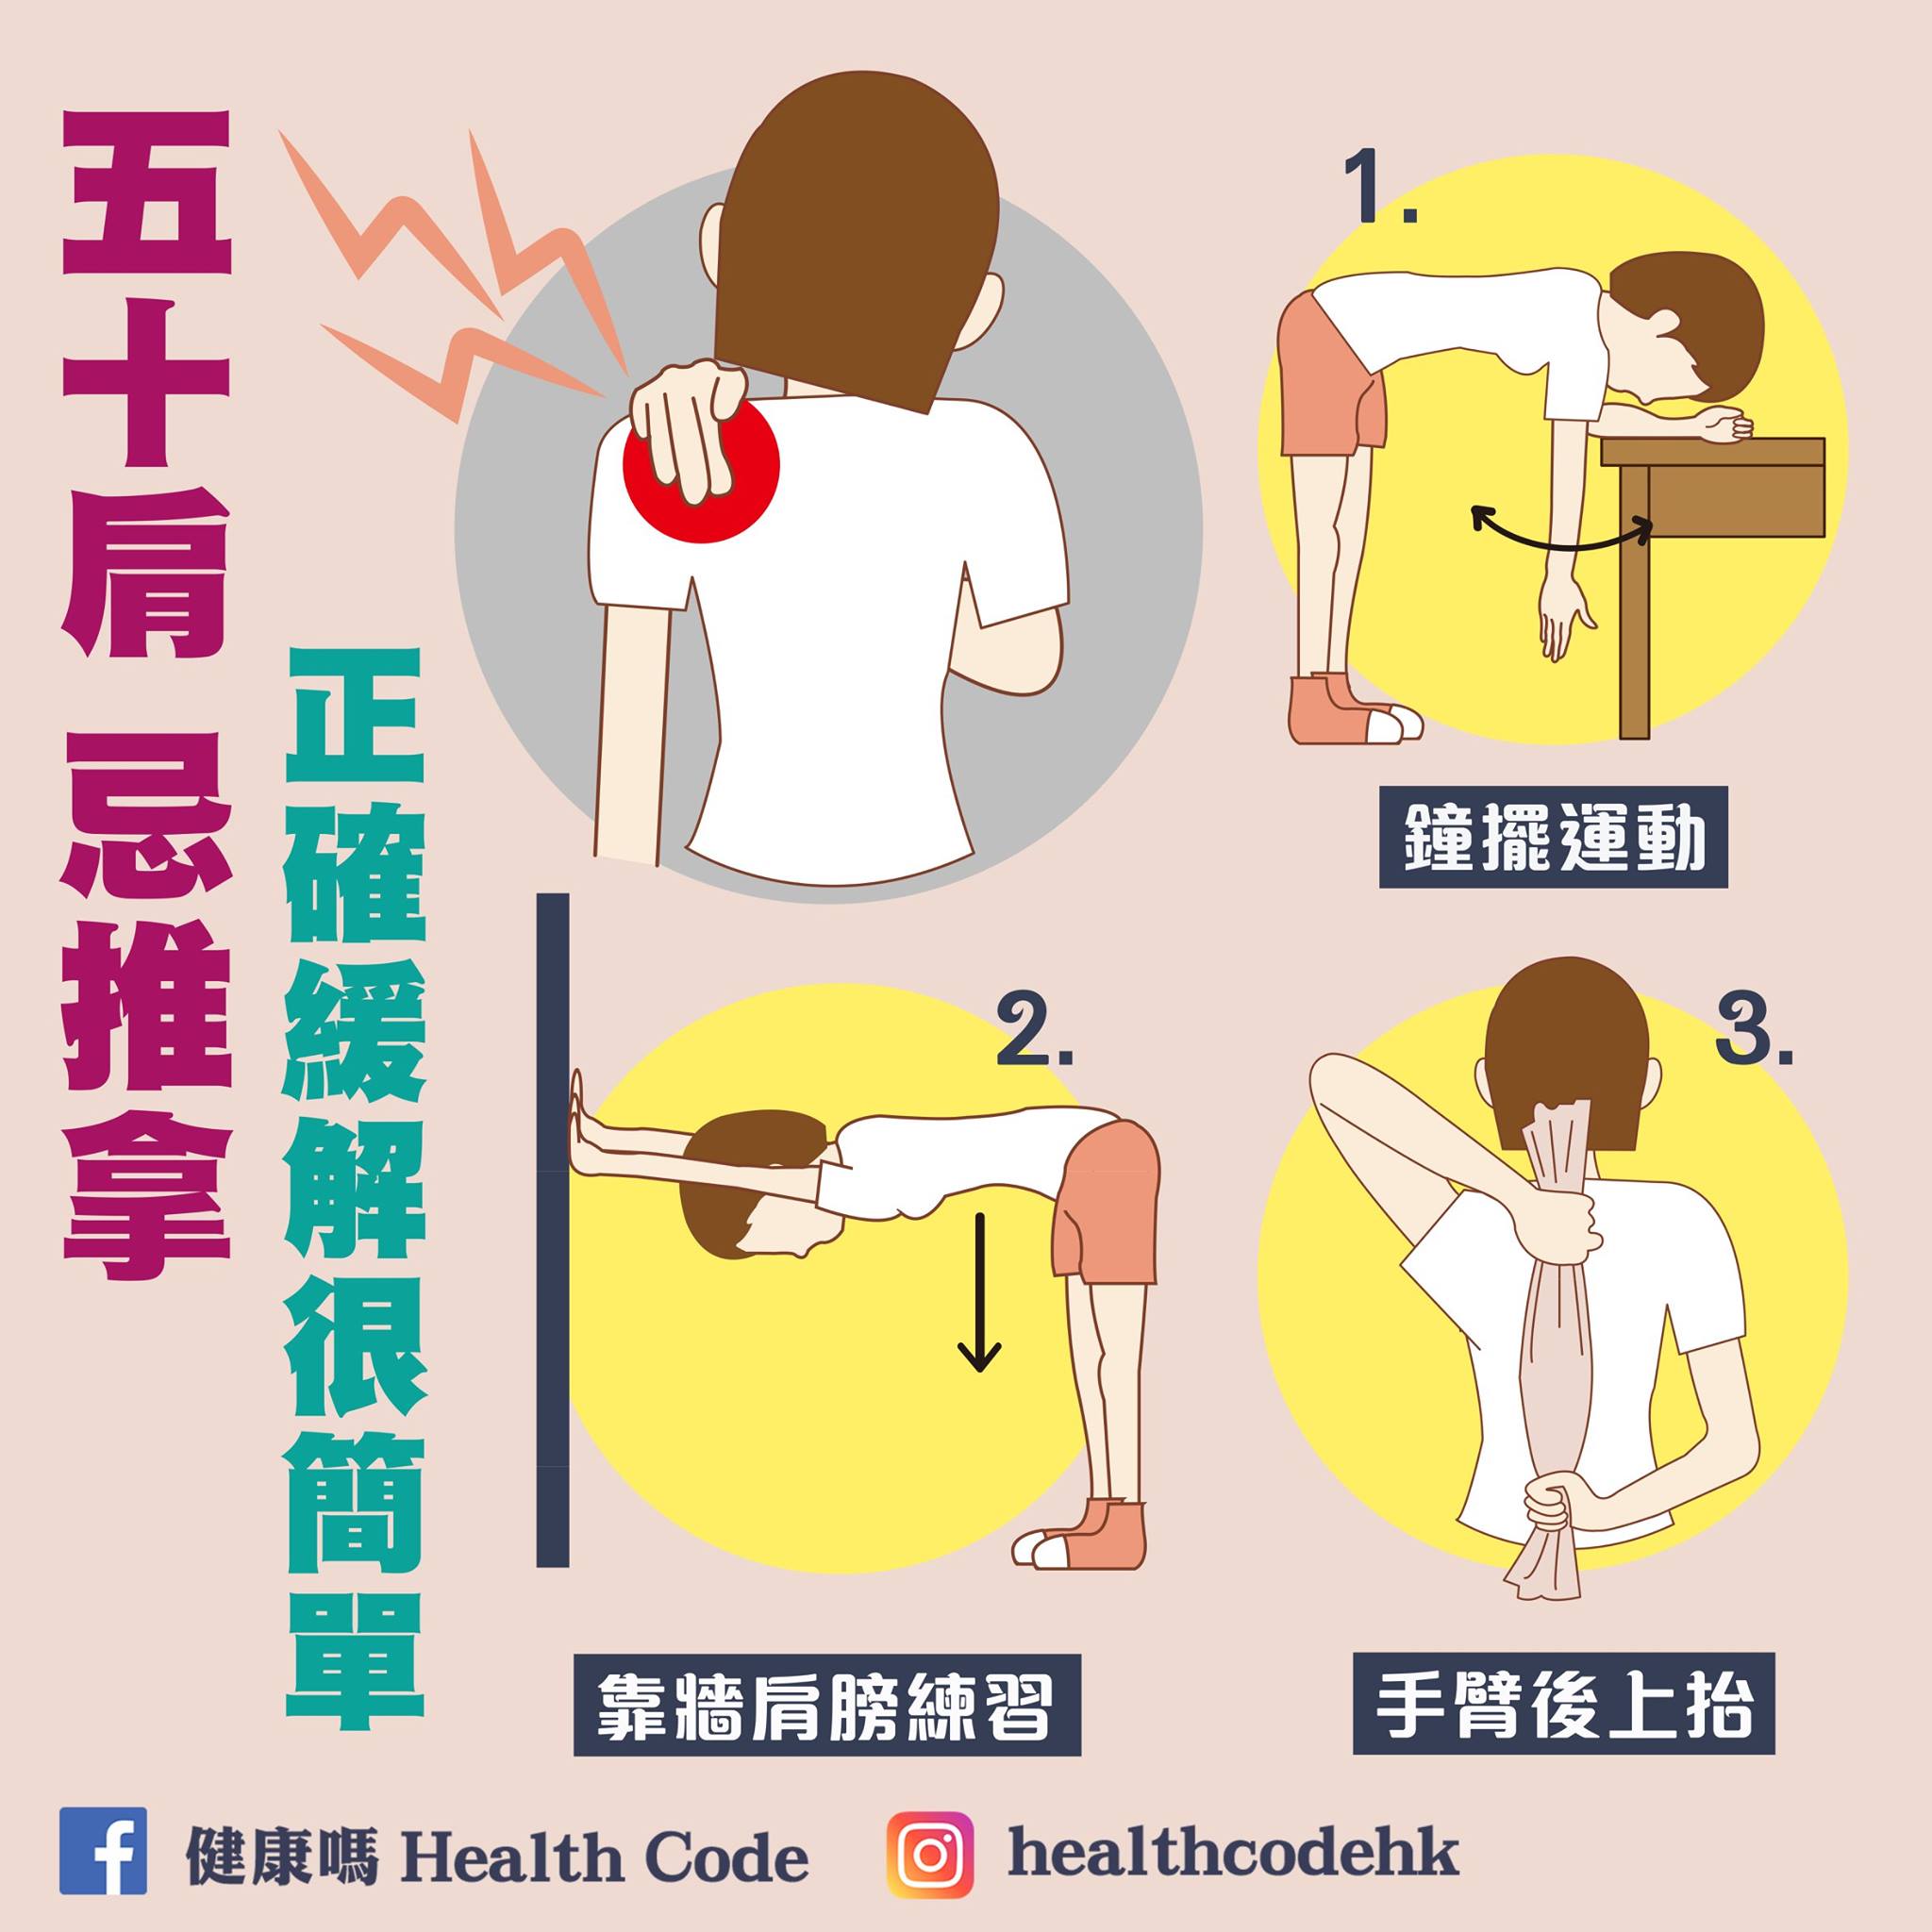 五十肩 忌推拿
正確緩解很簡單
1.
鐘擺運動
2.
靠牆肩膀練習
3.
手臂後上抬
健康嗎 Health Code
healthcodehk